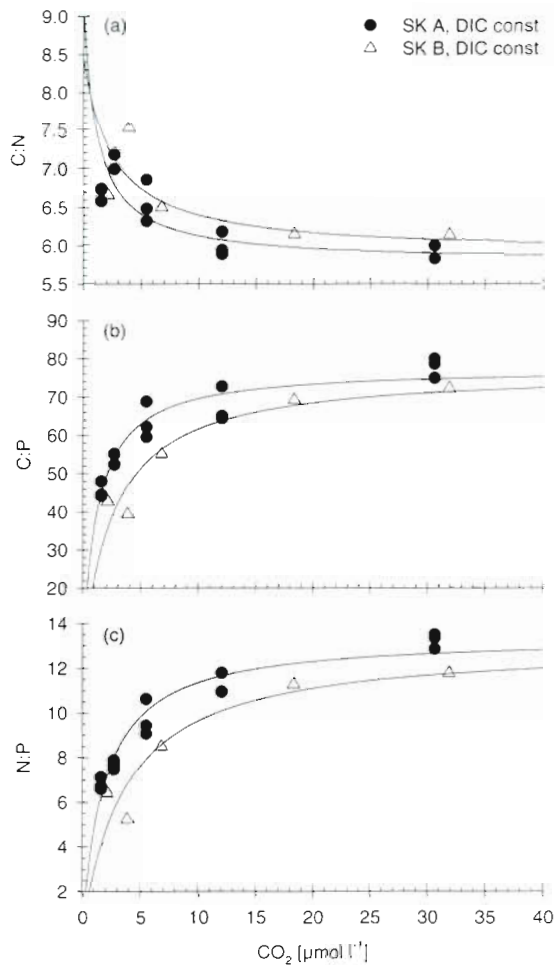 9.0
(a)
● SK A, DIC const
△ SK B, DIC const
8.5
8.0
7.5
C:N
7.0
6.5
6.0
5.5
90
(b)
80
70
C:P
60
50
40
30
20
14
(c)
12
10
N:P
8
6
4
2
0 5 10 15 20 25 30 35 40
CO₂ [µmol l⁻¹]